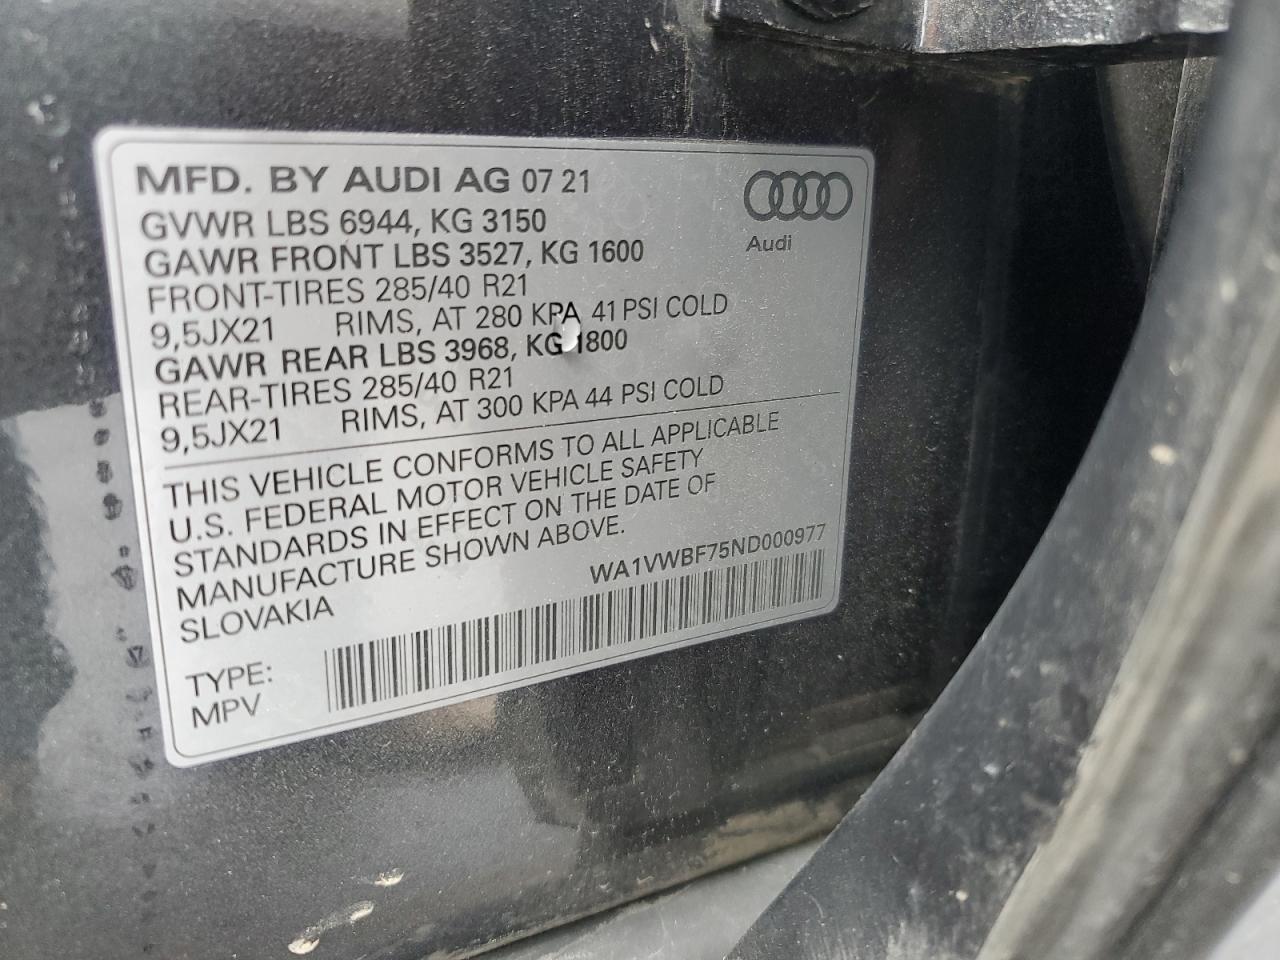 MFD. BY AUDI AG 07 21
GVWR LBS 6944, KG 3150
GAWR FRONT LBS 3527, KG 1600
FRONT-TIRES 285/40 R21
9,5JX21 RIMS, AT 280 KPA 41 PSI COLD
GAWR REAR LBS 3968, KG 1800
REAR-TIRES 285/40 R21
9,5JX21 RIMS, AT 300 KPA 44 PSI COLD
Audi
THIS VEHICLE CONFORMS TO ALL APPLICABLE
U.S. FEDERAL MOTOR VEHICLE SAFETY
STANDARDS IN EFFECT ON THE DATE OF
MANUFACTURE SHOWN ABOVE.
SLOVAKIA
WA1VWBF75ND000977
TYPE:
MPV